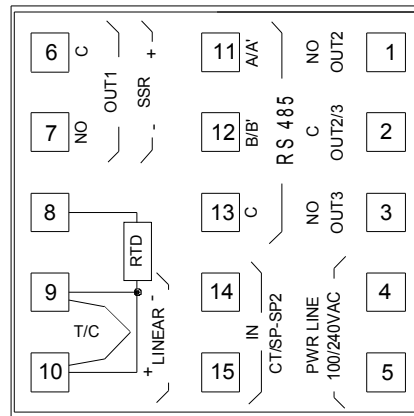 6
C
OUT1
SSR
+
-
7
NO
11
A/A'
12
B/B'
13
C
RS 485
NO
OUT2
1
C
OUT2/3
2
NO
OUT3
3
8
RTD
9
T/C
10
LINEAR
-
+
14
15
IN
CT/SP-SP2
PWR LINE
100/240VAC
4
5